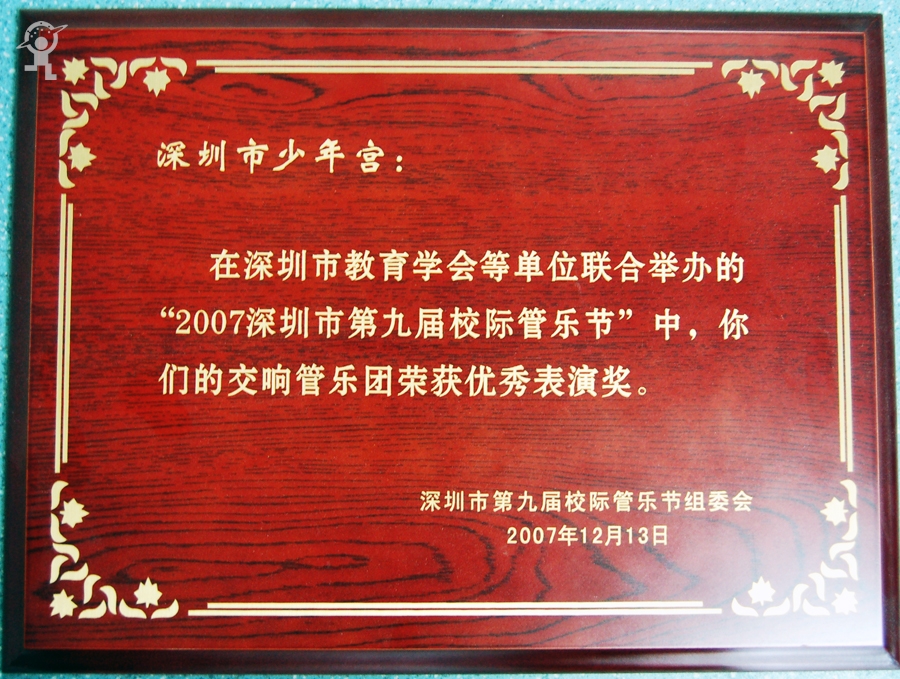 深圳市少年宫：
在深圳市教育学会等单位联合举办的
“2007深圳市第九届校际管乐节”中，你
们的交响管乐团荣获优秀表演奖。
深圳市第九届校际管乐节组委会
2007年12月13日